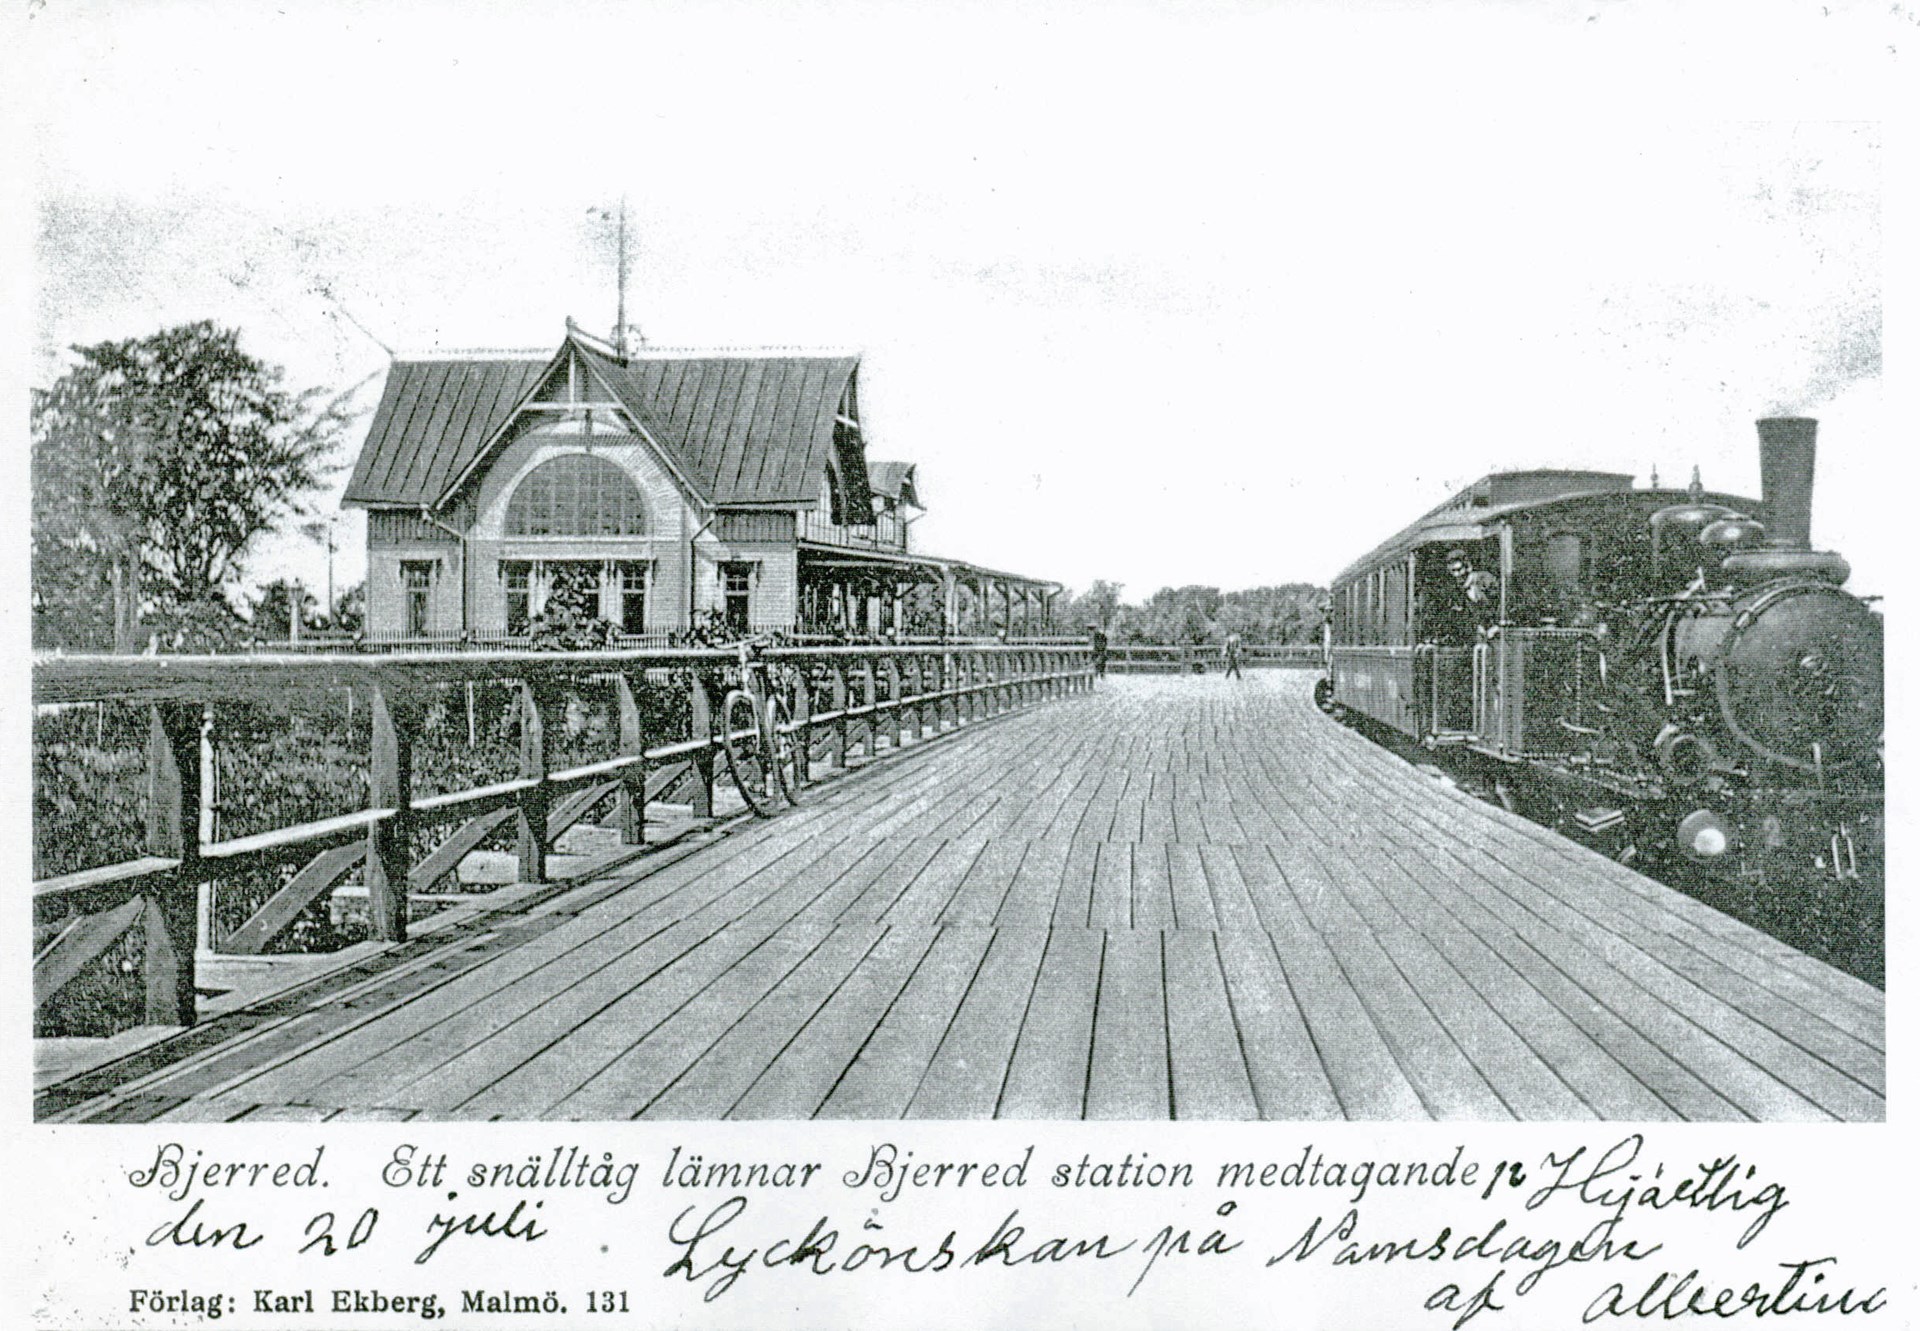 Bjerred. Ett snälltåg lämnar Bjerred station medtagande
Hjärtlig
den 20 juli
Lyckönskan på Namsdagen
af Albertina
Förlag: Karl Ekberg, Malmö. 131